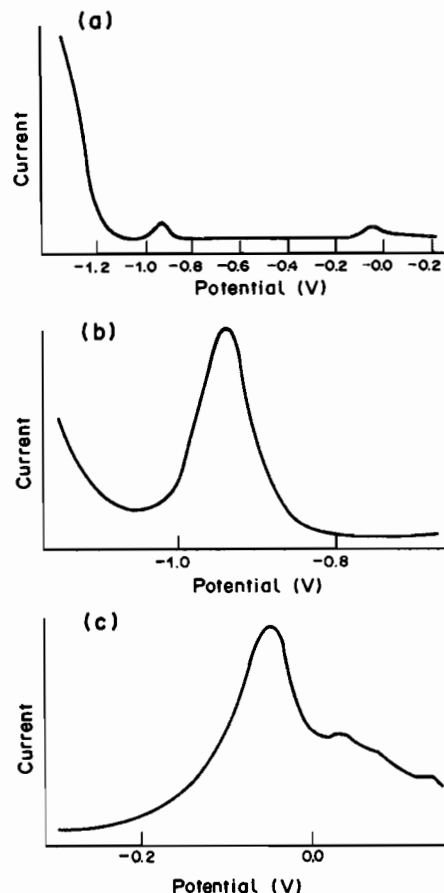 (a)
Current
-1.2 -1.0 -0.8 -0.6 -0.4 -0.2 -0.0 -0.2
Potential (V)
(b)
Current
-1.0 -0.8
Potential (V)
(c)
Current
-0.2 0.0
Potential (V)